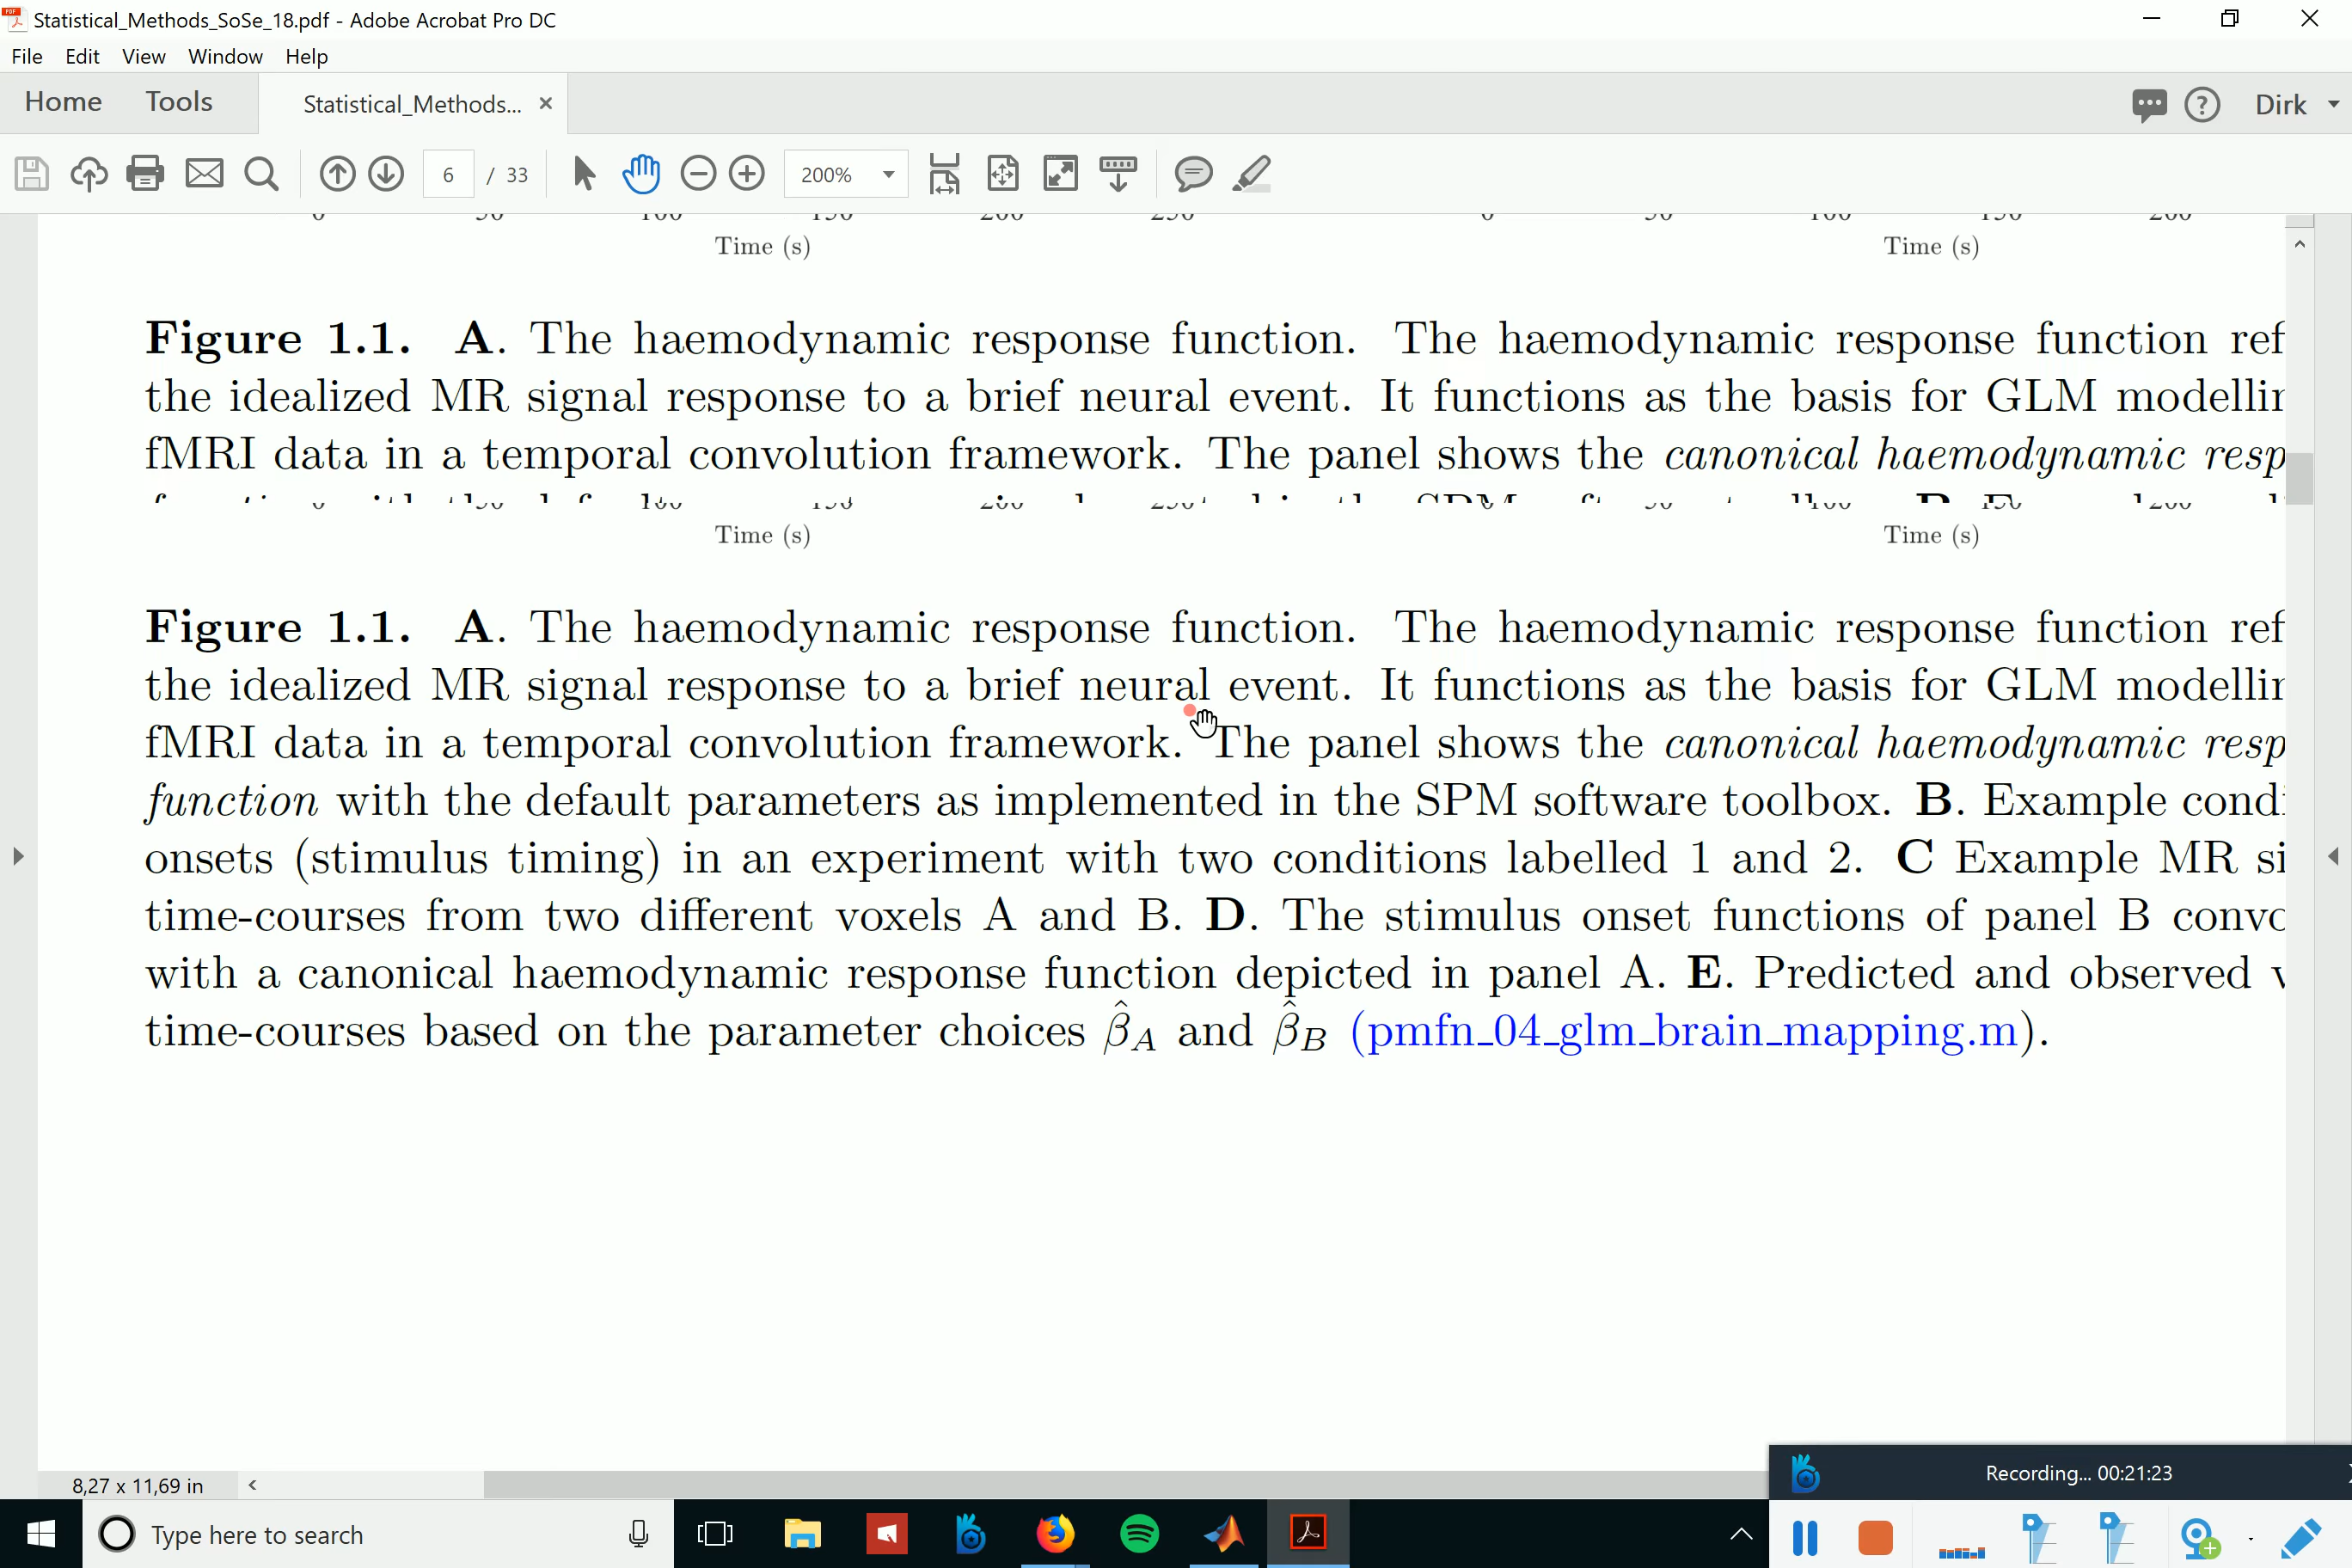 Statistical_Methods_SoSe_18.pdf - Adobe Acrobat Pro DC
File Edit View Window Help
Home Tools Statistical_Methods... × Dirk
6 / 33 200%
Time (s) Time (s)
Figure 1.1. A. The haemodynamic response function. The haemodynamic response function ref
the idealized MR signal response to a brief neural event. It functions as the basis for GLM modellin
fMRI data in a temporal convolution framework. The panel shows the canonical haemodynamic resp
Time (s) Time (s)
Figure 1.1. A. The haemodynamic response function. The haemodynamic response function ref
the idealized MR signal response to a brief neural event. It functions as the basis for GLM modellin
fMRI data in a temporal convolution framework. The panel shows the canonical haemodynamic resp
function with the default parameters as implemented in the SPM software toolbox. B. Example condi
onsets (stimulus timing) in an experiment with two conditions labelled 1 and 2. C Example MR si
time-courses from two different voxels A and B. D. The stimulus onset functions of panel B convo
with a canonical haemodynamic response function depicted in panel A. E. Predicted and observed v
time-courses based on the parameter choices β̂A and β̂B (pmfn_04_glm_brain_mapping.m).
8,27 x 11,69 in
Recording... 00:21:23
Type here to search